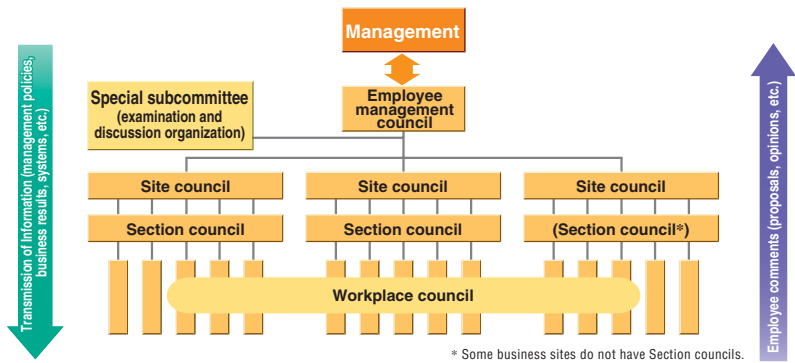 Management
Transmission of Information (management policies,
business results, systems, etc.)
Special subcommittee
(examination and
discussion organization)
Employee
management
council
Employee comments (proposals, opinions, etc.)
Site council
Site council
Site council
Section council
Section council
(Section council*)
Workplace council
* Some business sites do not have Section councils.